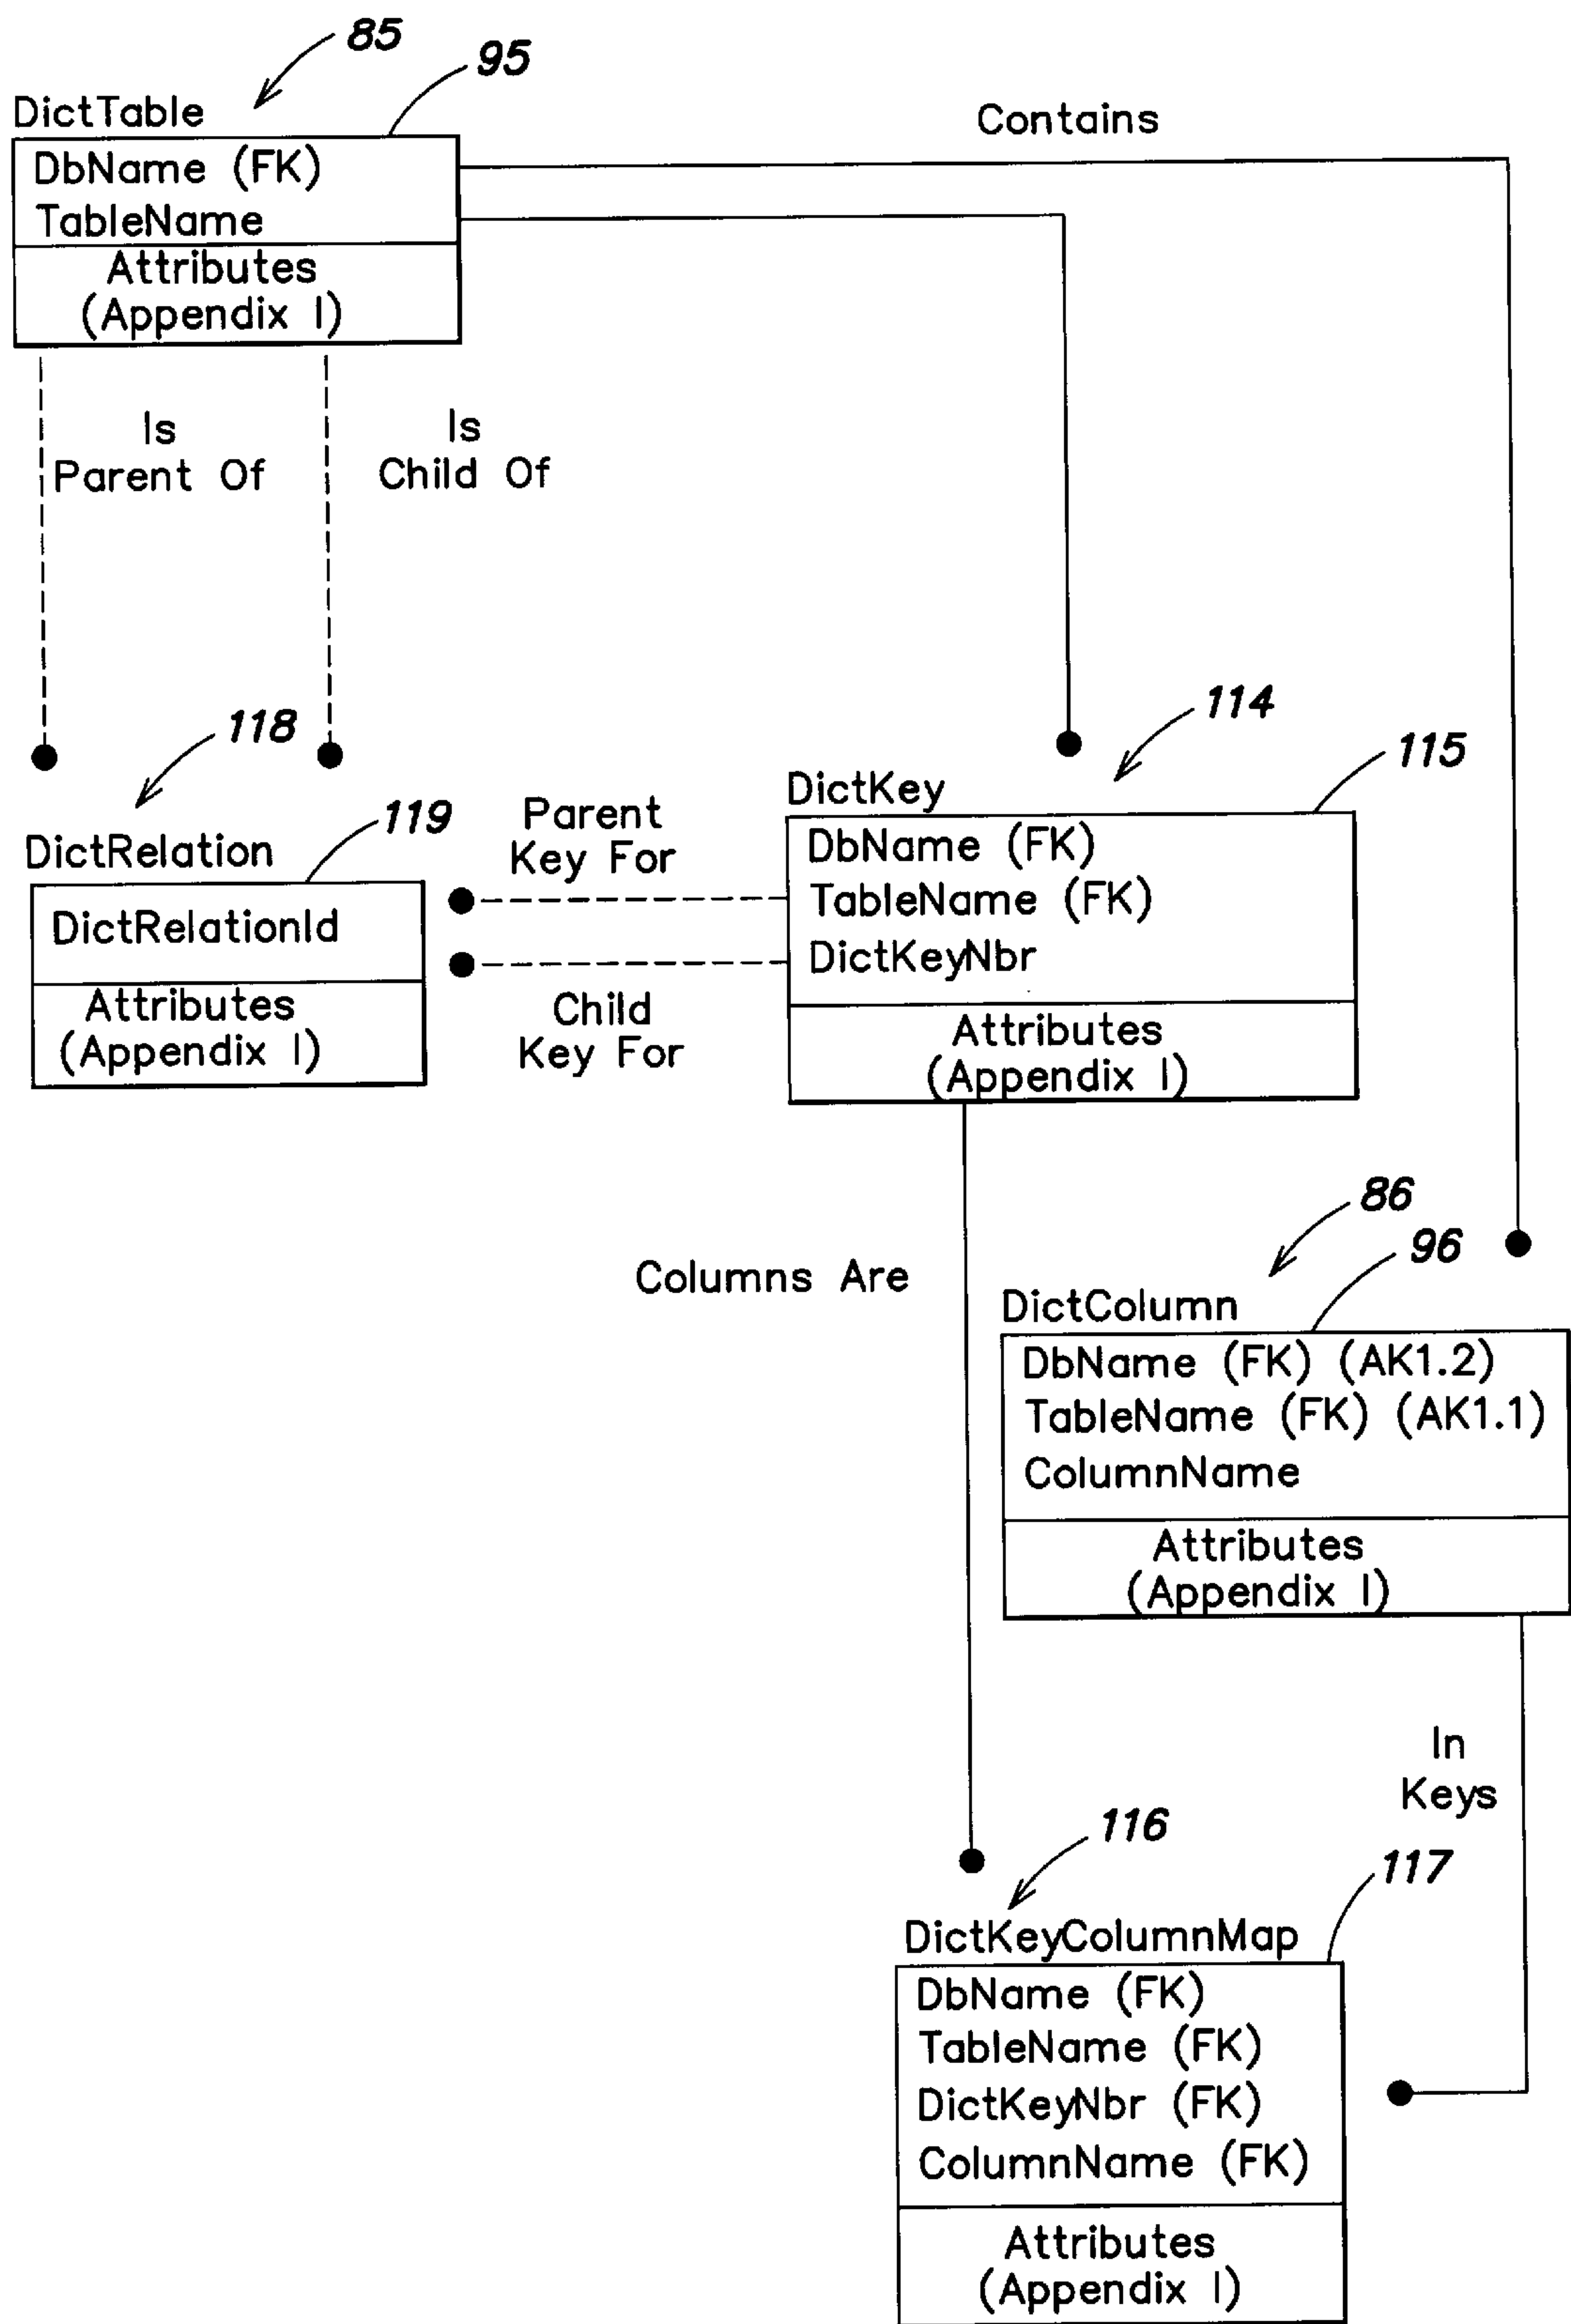 85
95
DictTable
DbName (FK)
TableName
Attributes
(Appendix I)
Contains
Is
Parent Of
Is
Child Of
118
119
DictRelation
DictRelationId
Attributes
(Appendix I)
Parent
Key For
Child
Key For
114
115
DictKey
DbName (FK)
TableName (FK)
DictKeyNbr
Attributes
(Appendix I)
Columns Are
86
96
DictColumn
DbName (FK) (AK1.2)
TableName (FK) (AK1.1)
ColumnName
Attributes
(Appendix I)
In
Keys
116
117
DictKeyColumnMap
DbName (FK)
TableName (FK)
DictKeyNbr (FK)
ColumnName (FK)
Attributes
(Appendix I)